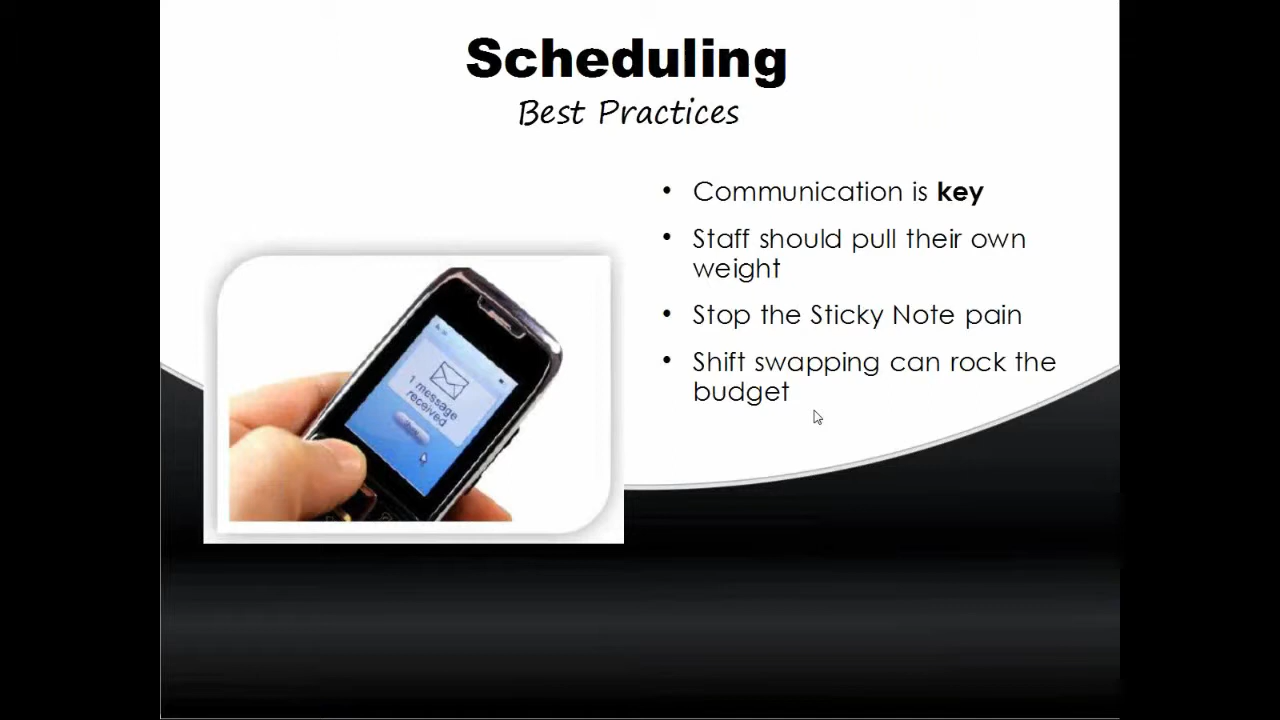 Scheduling
Best Practices
• Communication is key
• Staff should pull their own
weight
• Stop the Sticky Note pain
• Shift swapping can rock the
budget
1 message
received